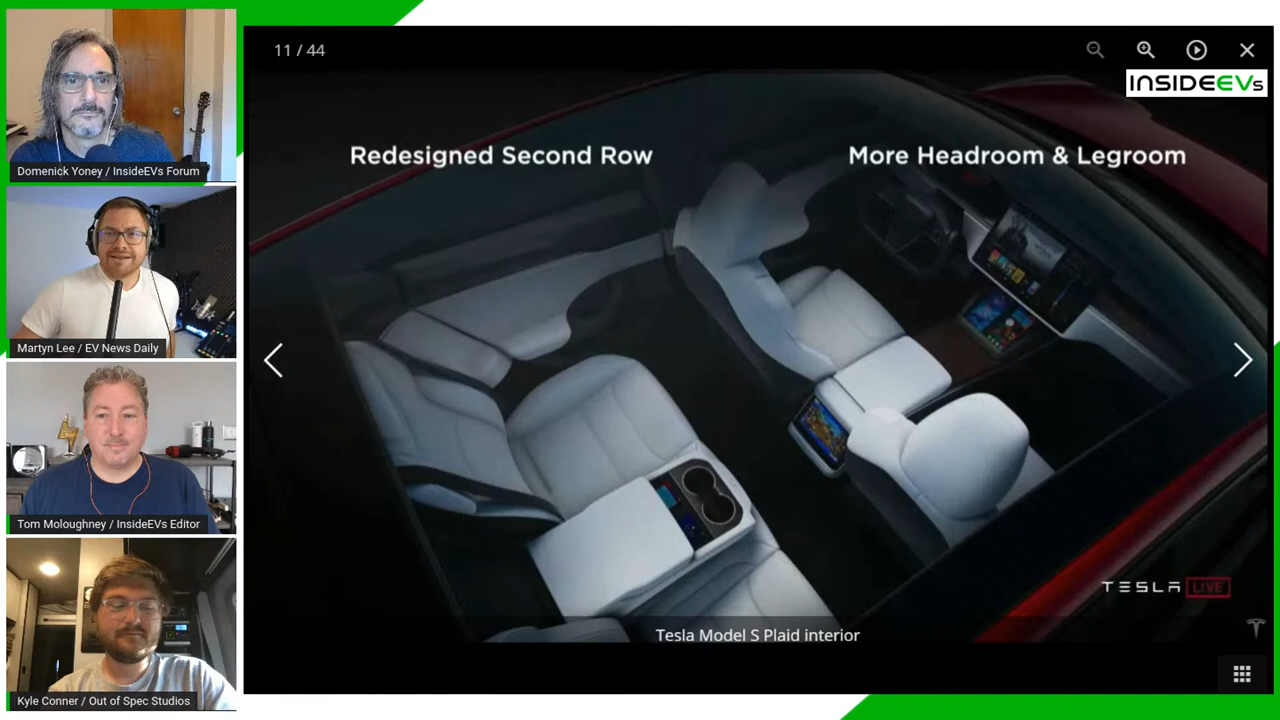 Domenick Yoney / InsideEVs Forum
Martyn Lee / EV News Daily
Tom Moloughney / InsideEVs Editor
Kyle Conner / Out of Spec Studios
11 / 44
INSIDEEVs
Redesigned Second Row
More Headroom & Legroom
TESLA LIVE
Tesla Model S Plaid interior